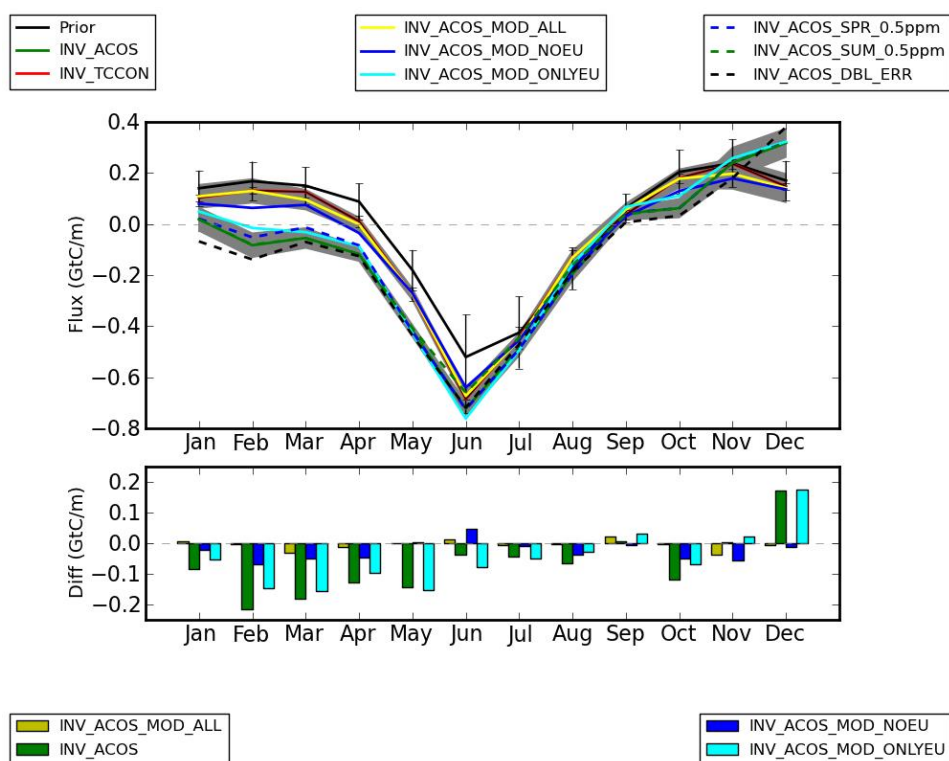 Prior
INV_ACOS
INV_TCCON
INV_ACOS_MOD_ALL
INV_ACOS_MOD_NOEU
INV_ACOS_MOD_ONLYEU
INV_ACOS_SPR_0.5ppm
INV_ACOS_SUM_0.5ppm
INV_ACOS_DBL_ERR
Flux (GtC/m)
0.4
0.2
0.0
−0.2
−0.4
−0.6
−0.8
Jan Feb Mar Apr May Jun Jul Aug Sep Oct Nov Dec
Diff (GtC/m)
0.2
0.1
0.0
−0.1
−0.2
Jan Feb Mar Apr May Jun Jul Aug Sep Oct Nov Dec
INV_ACOS_MOD_ALL
INV_ACOS
INV_ACOS_MOD_NOEU
INV_ACOS_MOD_ONLYEU